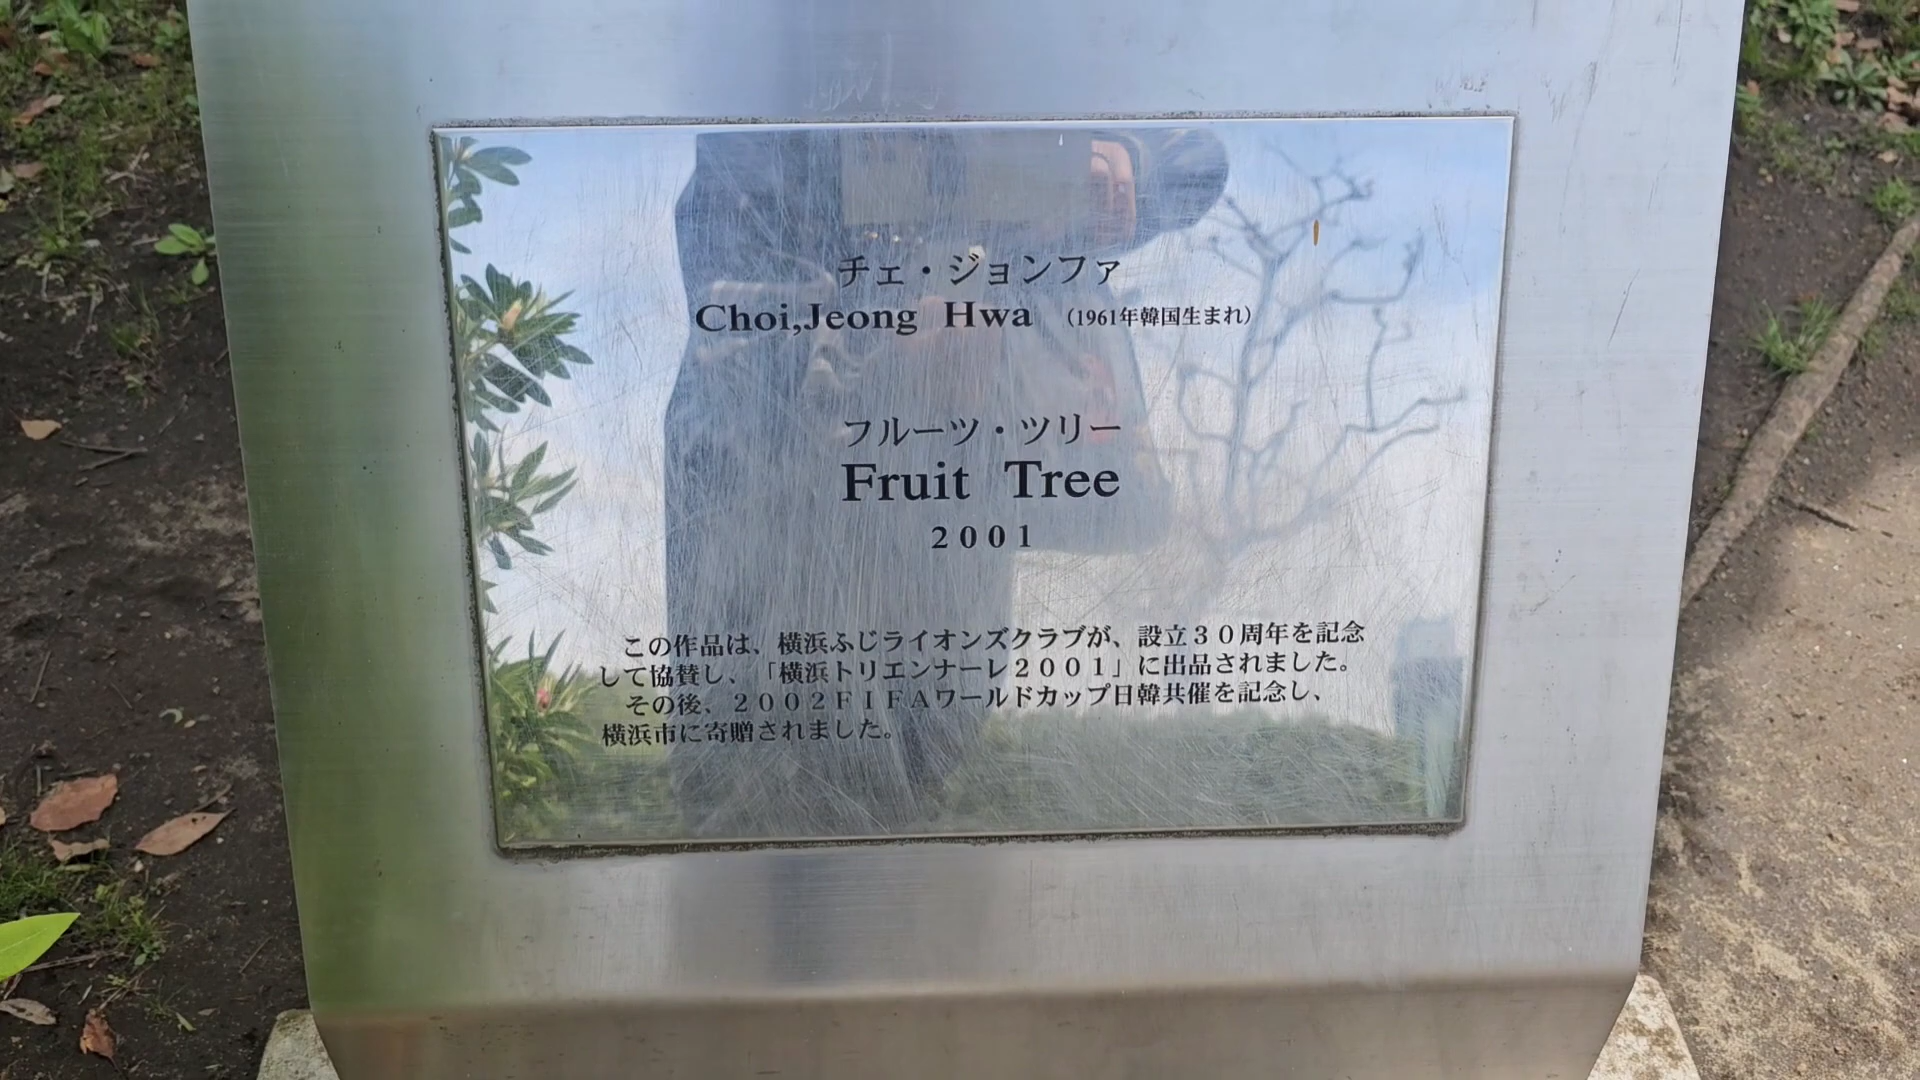 チェ・ジョンファ
Choi,Jeong Hwa （1961年韓国生まれ）
フルーツ・ツリー
Fruit Tree
2001
この作品は、横浜ふじライオンズクラブが、設立３０周年を記念
して協賛し、「横浜トリエンナーレ２００１」に出品されました。
その後、２００２ＦＩＦＡワールドカップ日韓共催を記念し、
横浜市に寄贈されました。